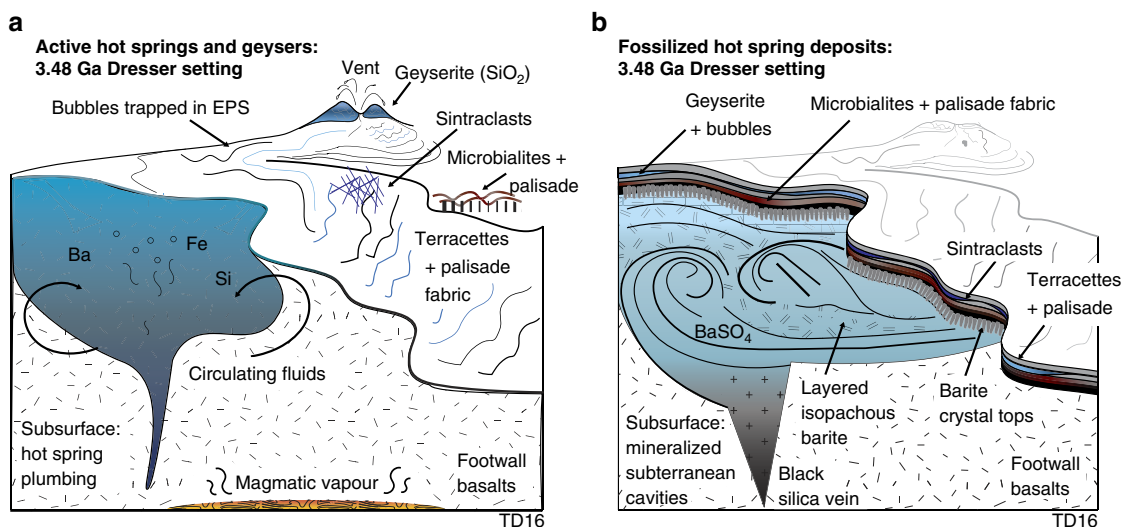 a
Active hot springs and geysers:
3.48 Ga Dresser setting
Vent
Geyserite (SiO2)
Bubbles trapped in EPS
Sintraclasts
Microbialites +
palisade
Ba
Fe
Si
Terracettes
+ palisade
fabric
Circulating fluids
Subsurface:
hot spring
plumbing
Magmatic vapour
Footwall
basalts
TD16
b
Fossilized hot spring deposits:
3.48 Ga Dresser setting
Geyserite
+ bubbles
Microbialites + palisade fabric
Sintraclasts
Terracettes
+ palisade
BaSO4
Layered
isopachous
barite
Barite
crystal tops
Subsurface:
mineralized
subterranean
cavities
Black
silica vein
Footwall
basalts
TD16